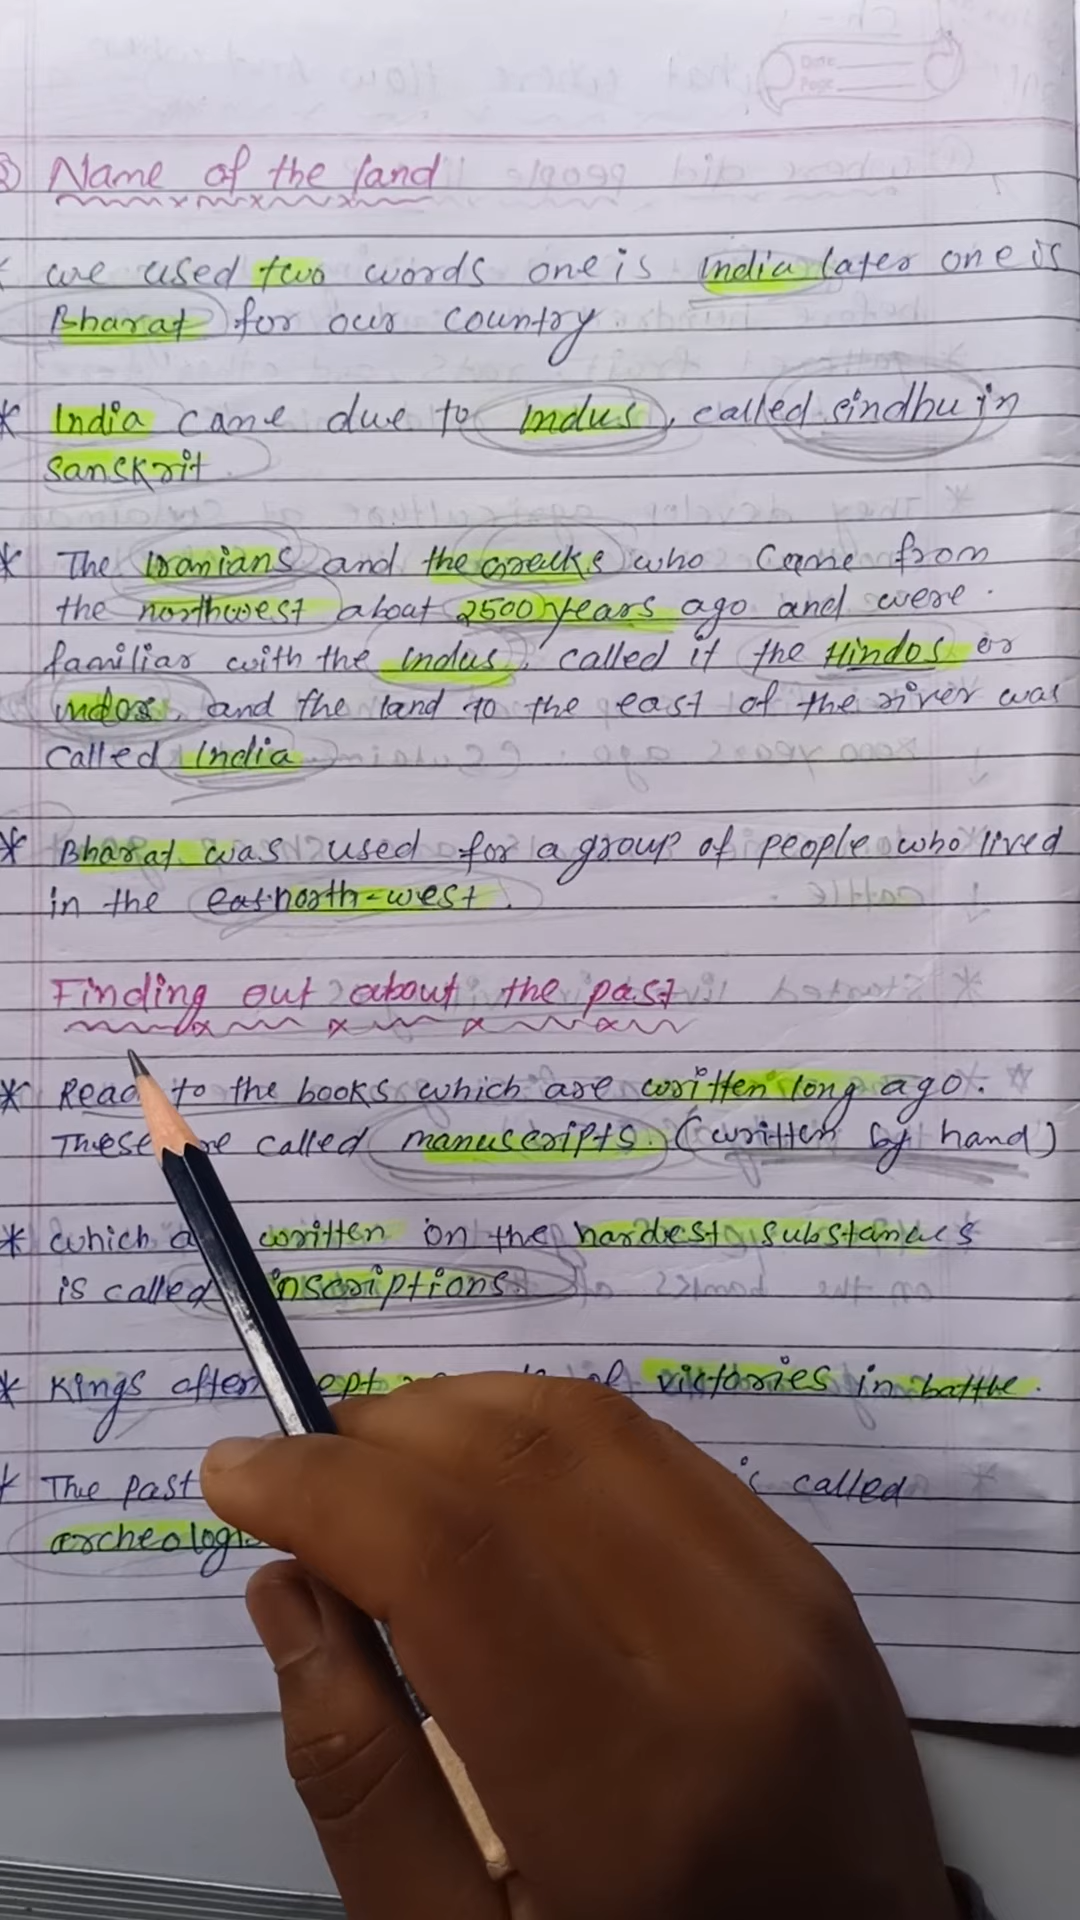 Date
Page
Name of the land
we used two words one is India later one is
Bharat for our country.
* India came due to Indus, called sindhu in
sanskrit.
* The Iranians and the Greeks who came from
the northwest about 2500 years ago and were
familiar with the Indus, called it the Hindos or
indos, and the land to the east of the river was
called India
* Bharat was used for a group of people who lived
in the north-west.
Finding out about the past
* Read to the books which are written long ago.
These called manuscripts. (written by hand)
* which written on the hardest substances
is called inscriptions.
* Kings often of victories in battle.
* The past called